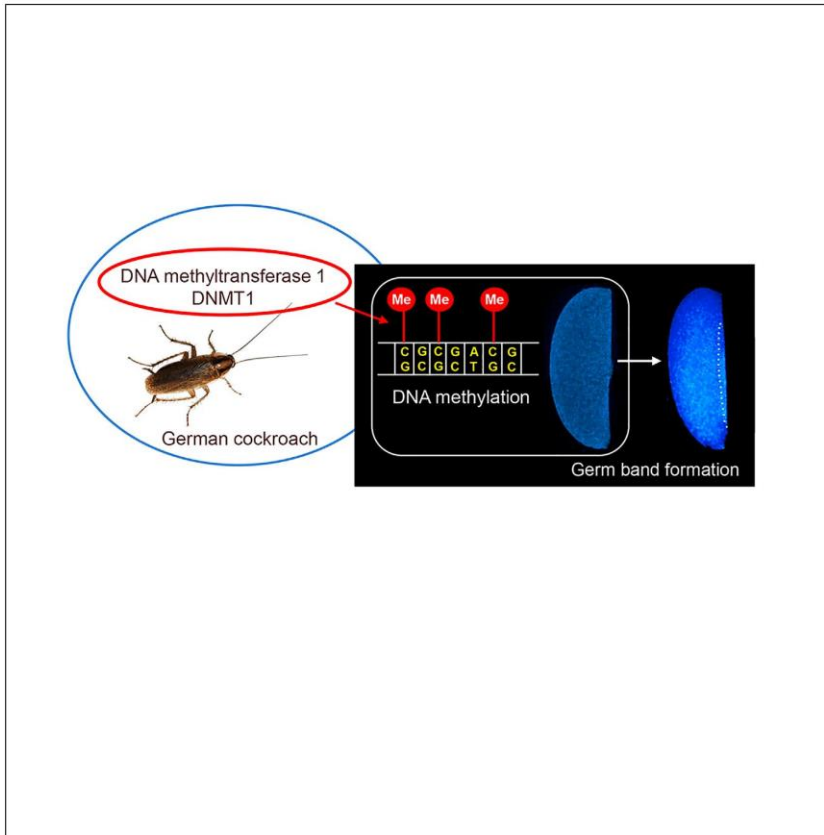 DNA methyltransferase 1
DNMT1
German cockroach
Me Me Me
C G C G A C G
G C G C T G C
DNA methylation
Germ band formation